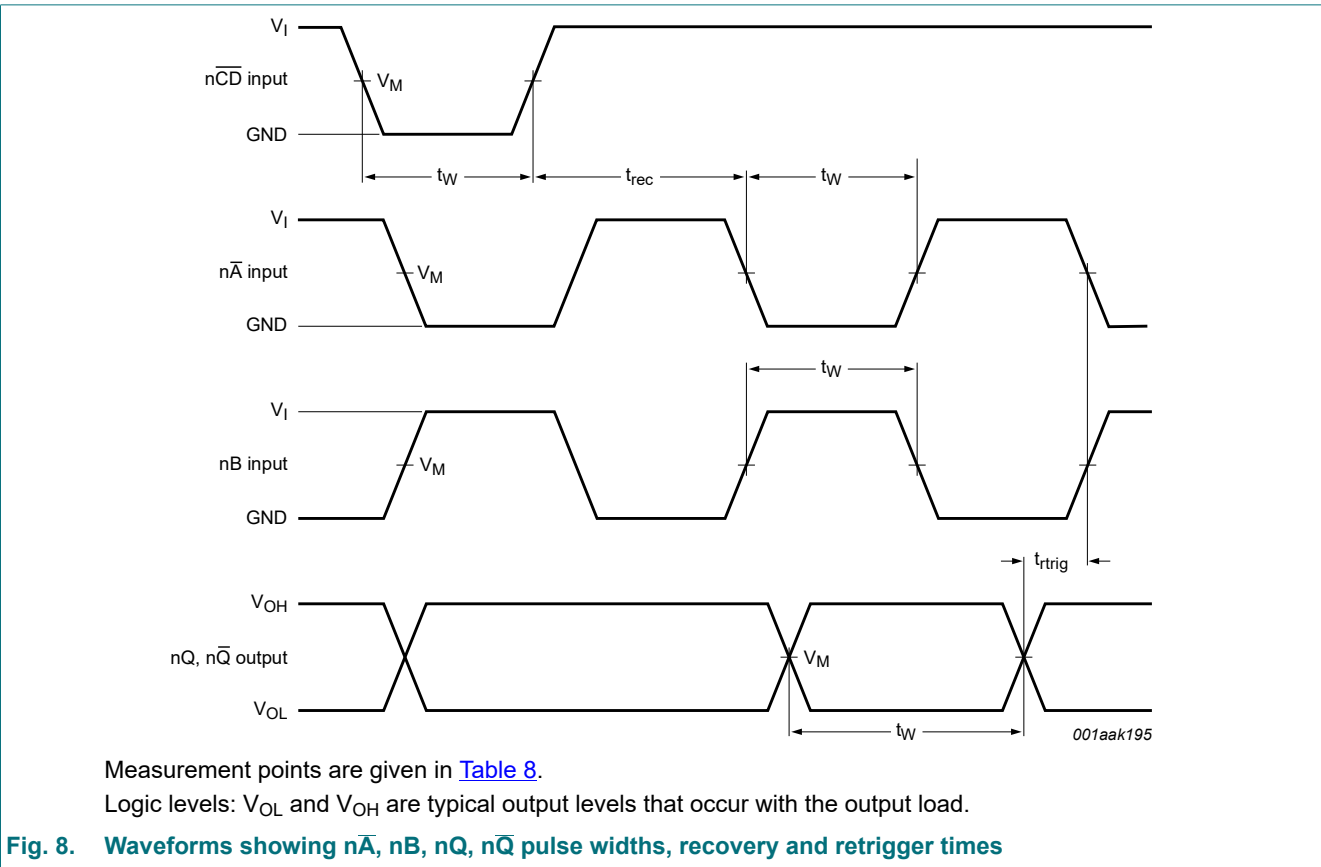 V_I
nC̅D̅ input
V_M
GND
t_W t_rec t_W
V_I
nA̅ input
V_M
GND
t_W
V_I
nB input
V_M
GND
t_rtrig
V_OH
nQ, nQ̅ output
V_M
V_OL
t_W
001aak195
Measurement points are given in Table 8.
Logic levels: V_OL and V_OH are typical output levels that occur with the output load.
Fig. 8. Waveforms showing nA̅, nB, nQ, nQ̅ pulse widths, recovery and retrigger times